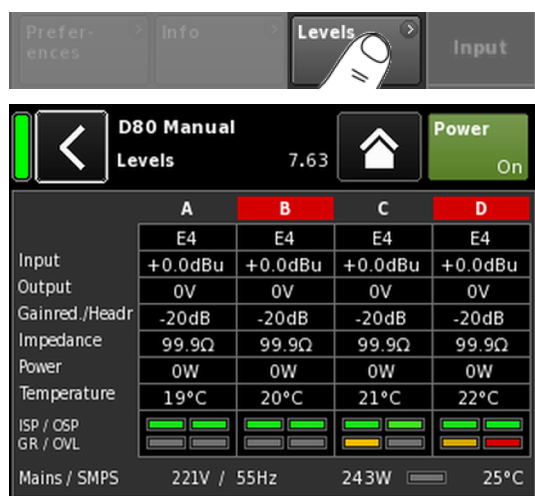 Prefer-
ences
Info
Levels
Input
D80 Manual
Levels 7.63
Power
On
A B C D
E4 E4 E4 E4
Input +0.0dBu +0.0dBu +0.0dBu +0.0dBu
Output 0V 0V 0V 0V
Gainred./Headr -20dB -20dB -20dB -20dB
Impedance 99.9Ω 99.9Ω 99.9Ω 99.9Ω
Power 0W 0W 0W 0W
Temperature 19°C 20°C 21°C 22°C
ISP / OSP
GR / OVL
Mains / SMPS 221V / 55Hz 243W 25°C